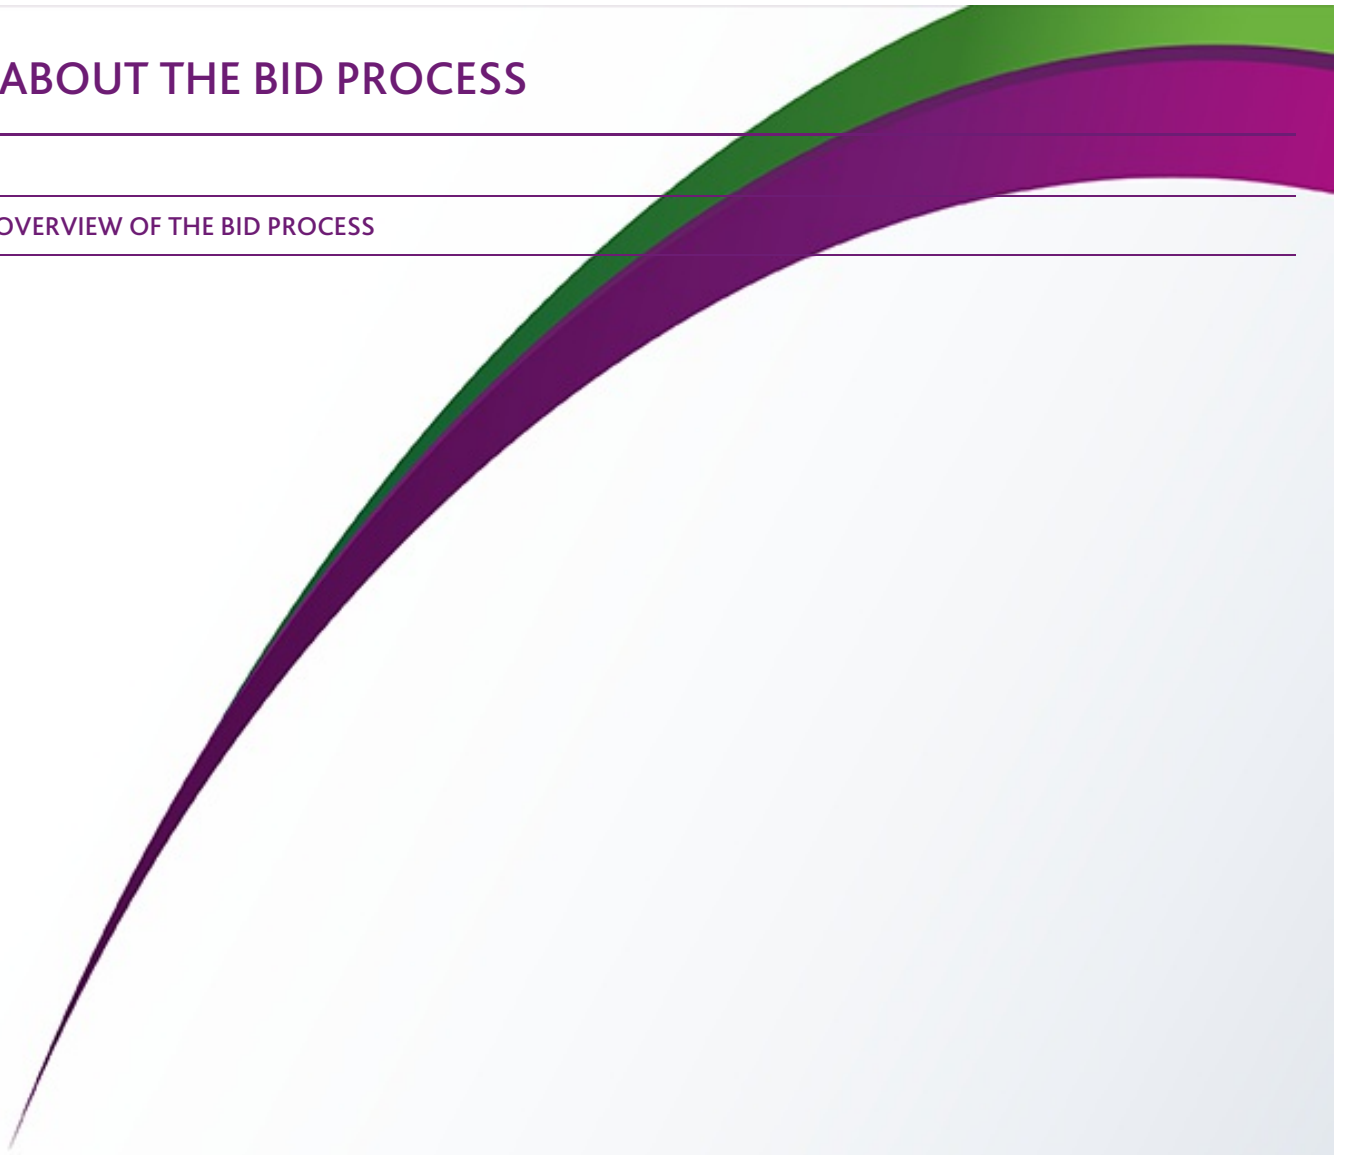 ABOUT THE BID PROCESS
OVERVIEW OF THE BID PROCESS